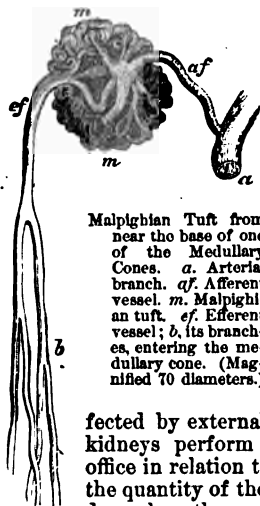 m
af
ef
m
a
Malpighian Tuft from
near the base of one
of the Medullary
Cones. a. Arterial
branch. af. Afferent
vessel. m. Malpighi-
an tuft. ef. Efferent
vessel; b, its branch-
es, entering the me-
dullary cone. (Mag-
nified 70 diameters.)
b
fected by external
kidneys perform
office in relation t
the quantity of the